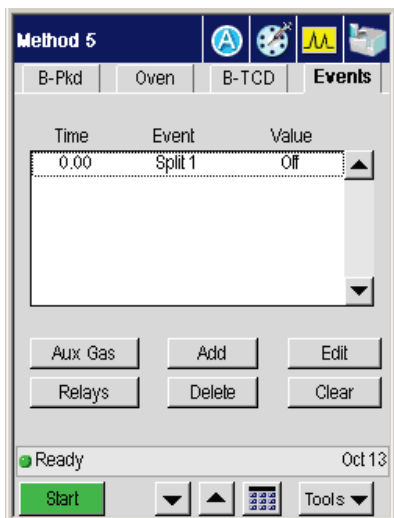 Method 5
B-Pkd Oven B-TCD Events
Time Event Value
0.00 Split 1 Off
Aux Gas Add Edit
Relays Delete Clear
Ready Oct 13
Start Tools